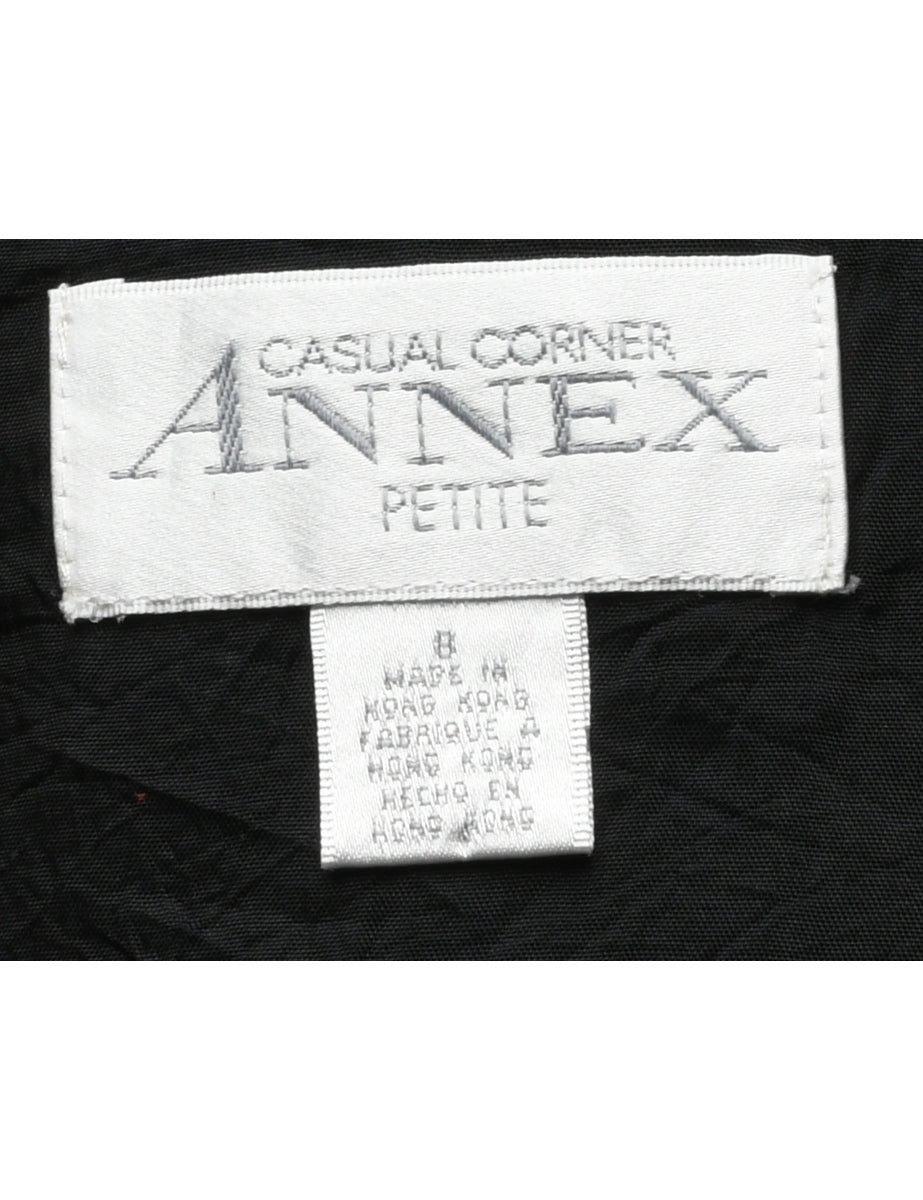 CASUAL CORNER
ANNEX
PETITE
8
MADE IN
HONG KONG
FABRIQUE A
HONG KONG
HECHO EN
HONG KONG